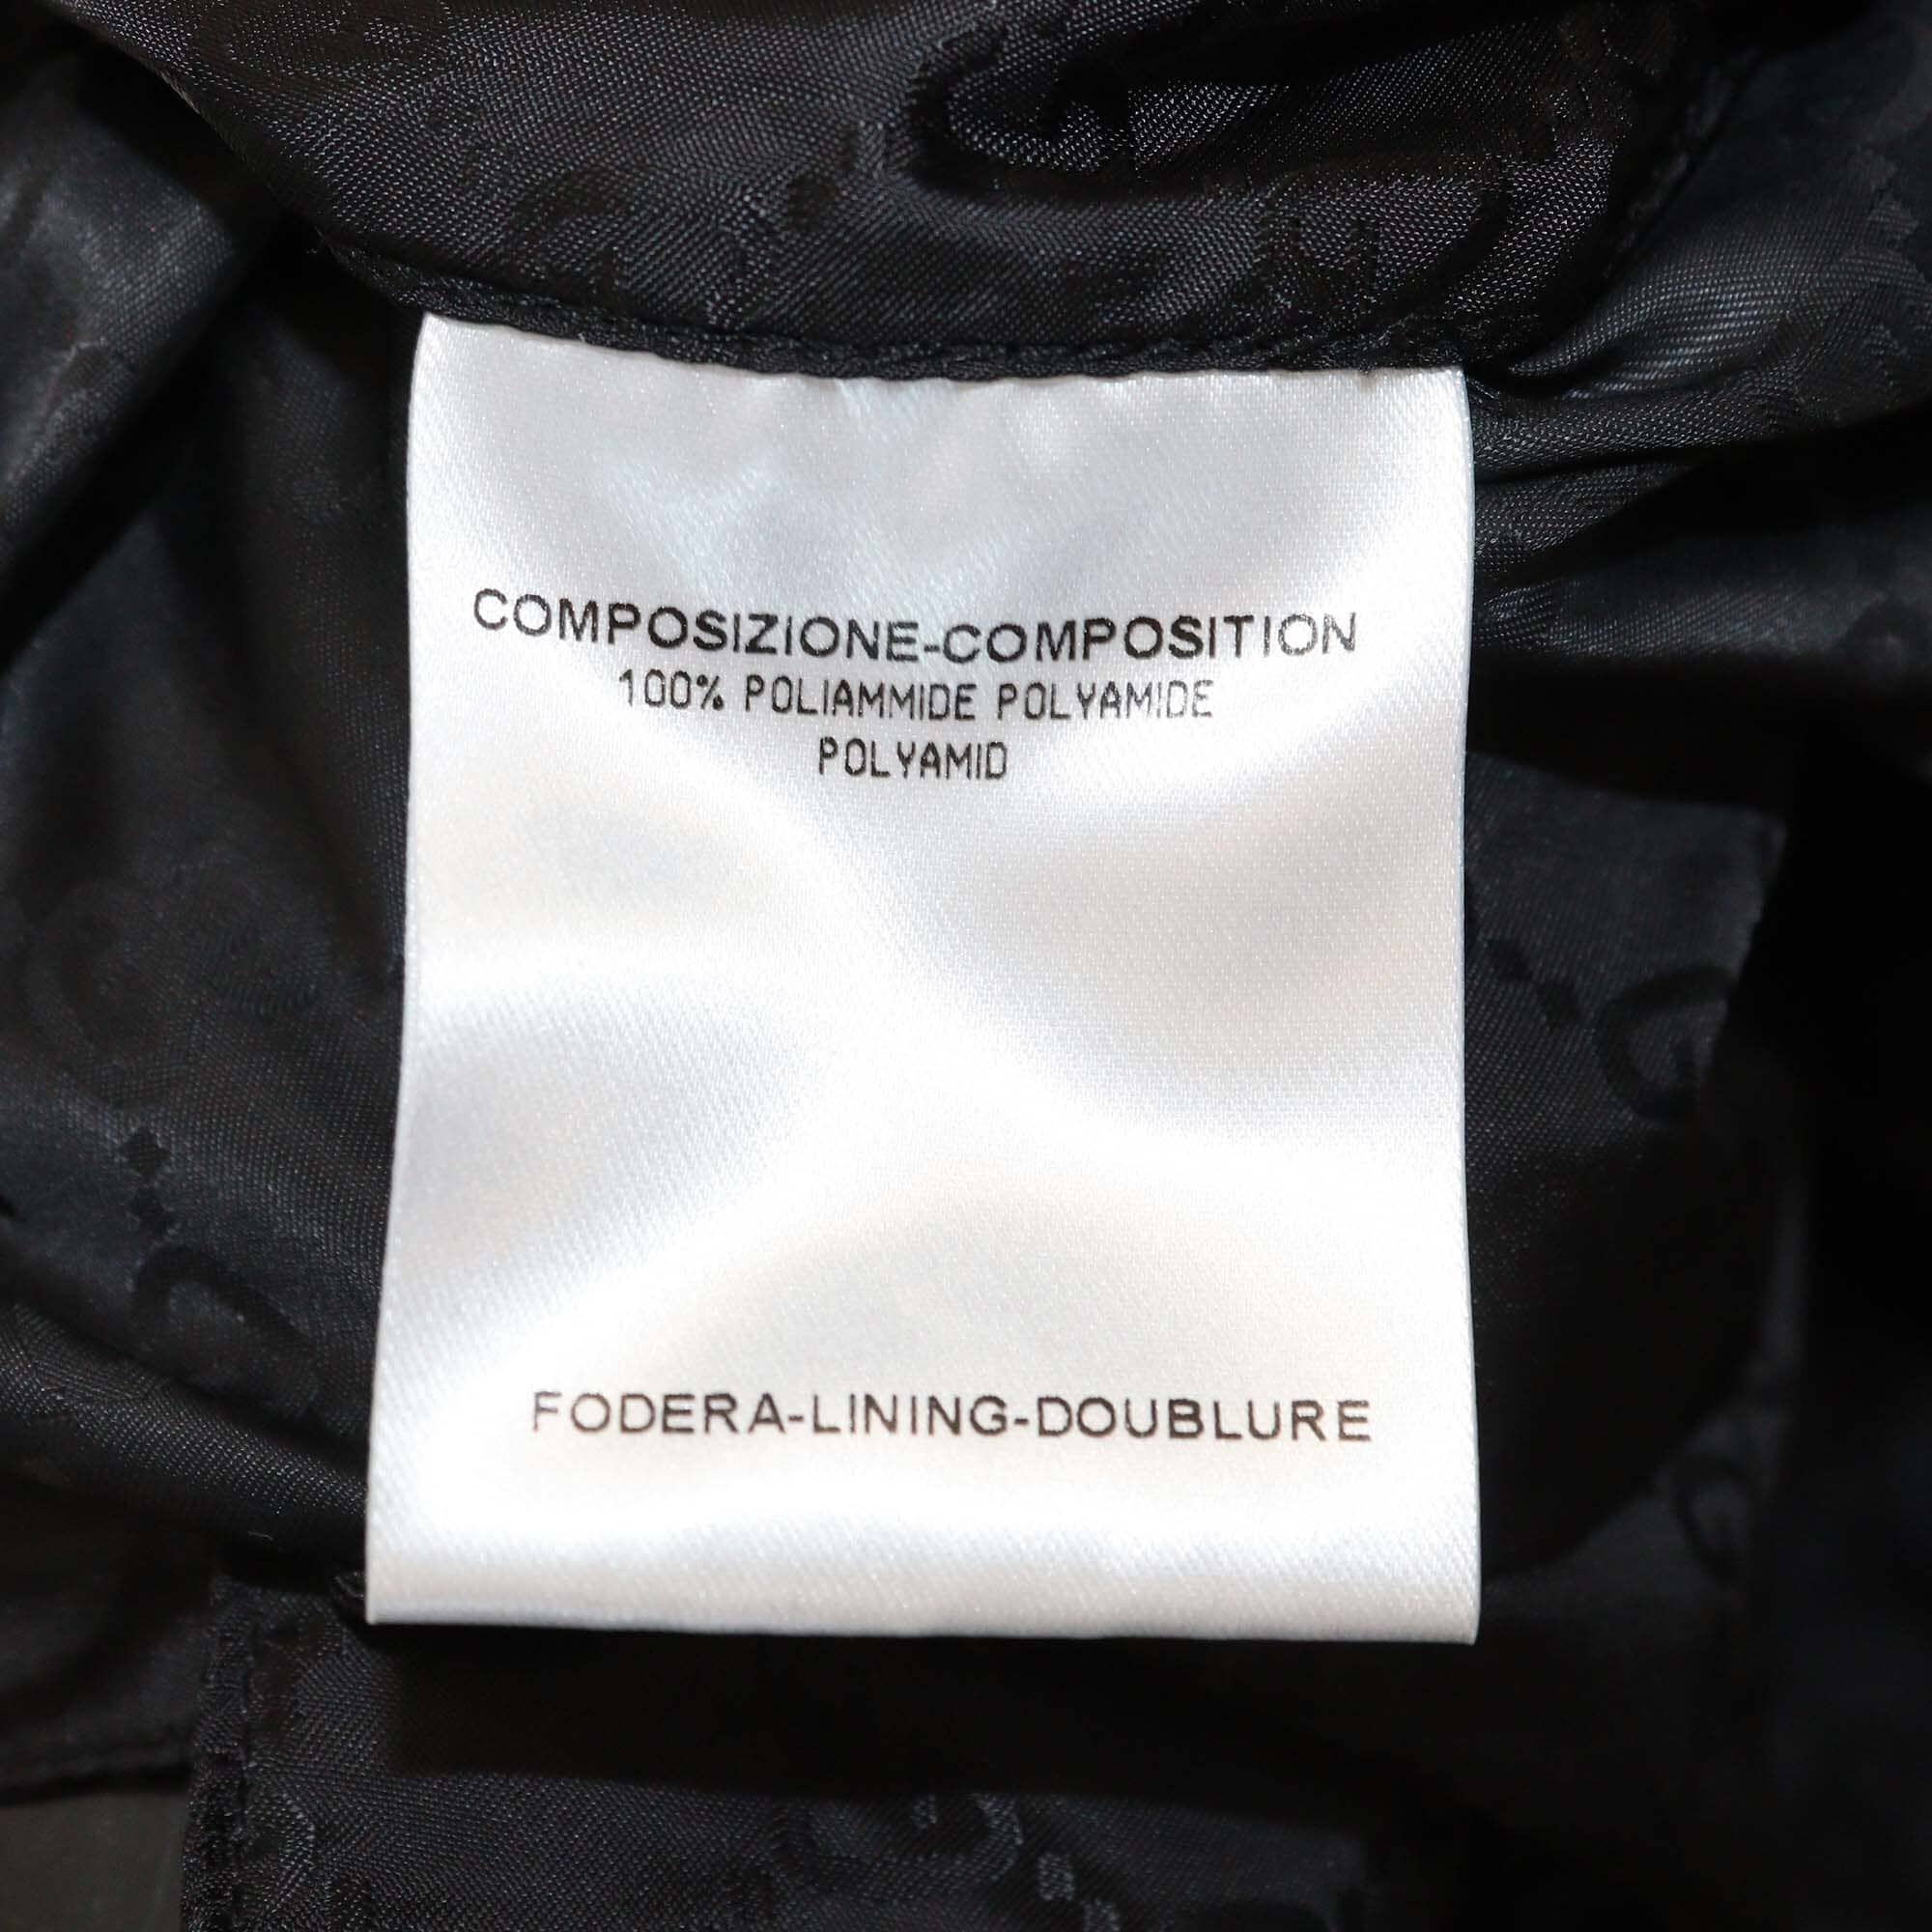 COMPOSIZIONE-COMPOSITION
100% POLIAMMIDE POLYAMIDE
POLYAMID
FODERA-LINING-DOUBLURE